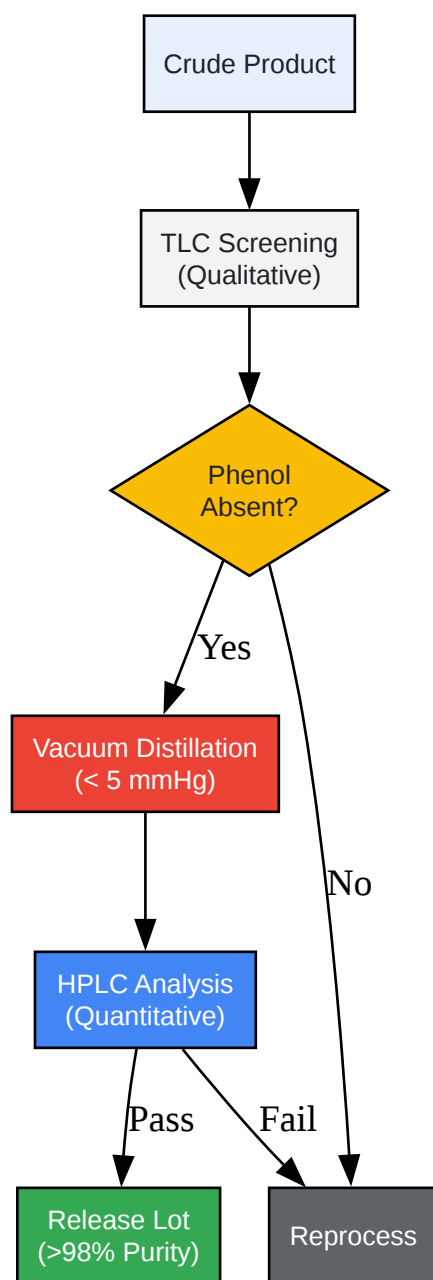 Crude Product
TLC Screening
(Qualitative)
Phenol
Absent?
Yes
Vacuum Distillation
(< 5 mmHg)
No
HPLC Analysis
(Quantitative)
Pass
Fail
Release Lot
(>98% Purity)
Reprocess